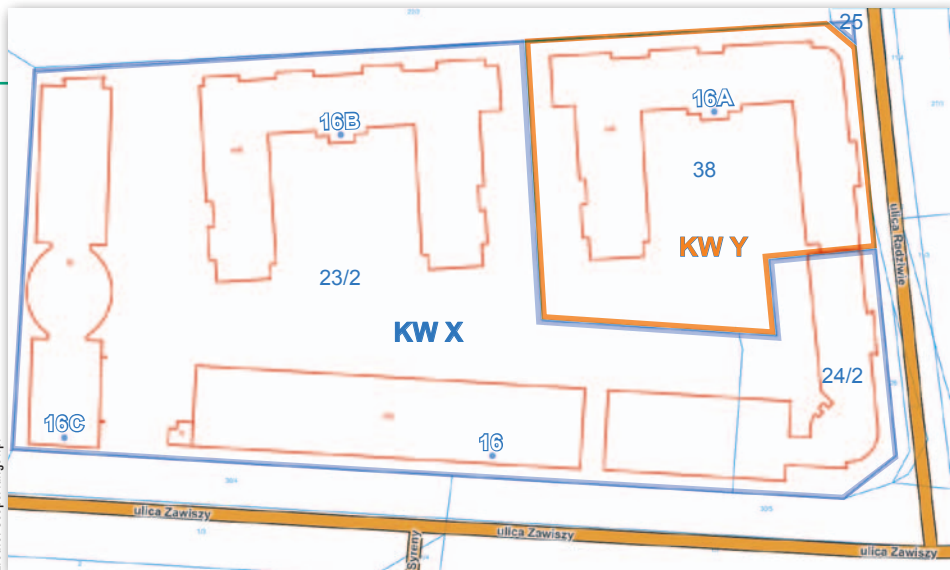 25
16A
16B
38
ulica Radziwie
KW Y
23/2
KW X
24/2
16C
16
ulica Zawiszy
ulica Zawiszy
Syreny
ulica Zawiszy